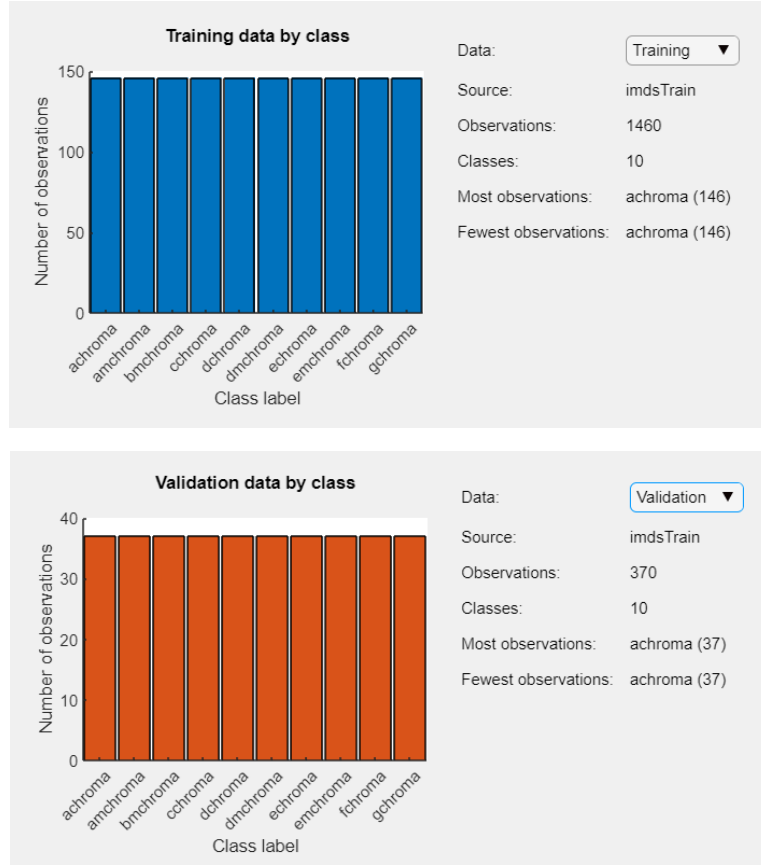 Training data by class
Number of observations
150
100
50
0
achroma
amchroma
bmchroma
cchroma
dchroma
dmchroma
echroma
emchroma
fchroma
gchroma
Class label
Data: Training ▼
Source: imdsTrain
Observations: 1460
Classes: 10
Most observations: achroma (146)
Fewest observations: achroma (146)
Validation data by class
Number of observations
40
30
20
10
0
achroma
amchroma
bmchroma
cchroma
dchroma
dmchroma
echroma
emchroma
fchroma
gchroma
Class label
Data: Validation ▼
Source: imdsTrain
Observations: 370
Classes: 10
Most observations: achroma (37)
Fewest observations: achroma (37)